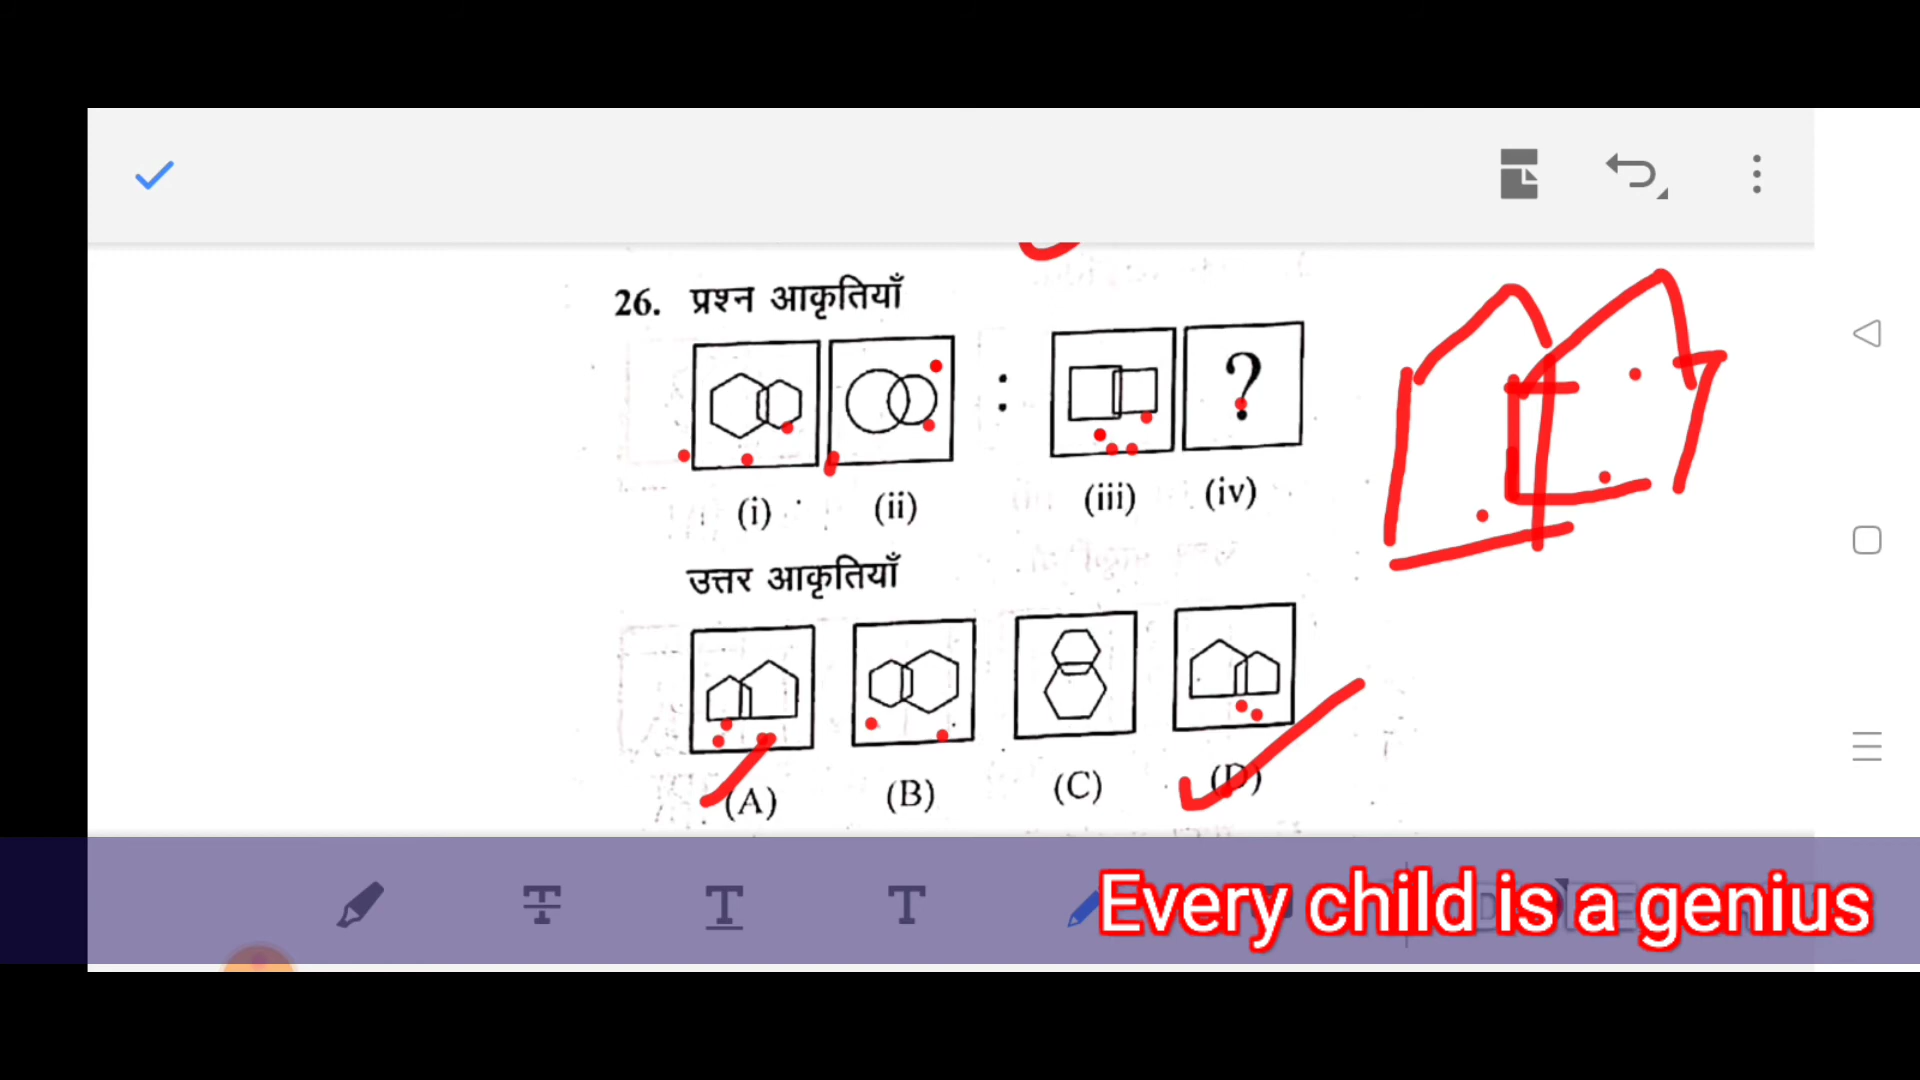 26. प्रश्न आकृतियाँ
?
:
(i) (ii) (iii) (iv)
उत्तर आकृतियाँ
(A) (B) (C) (D)
T T T
Every child is a genius